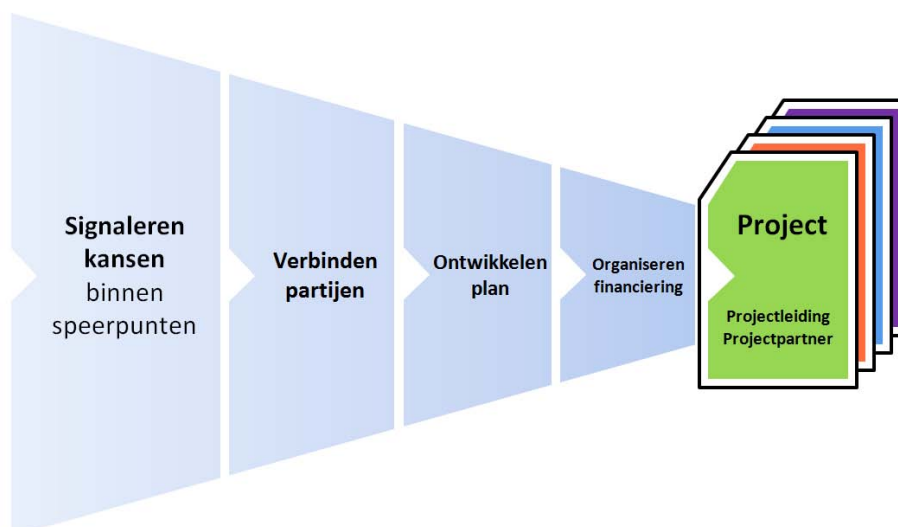 Signaleren
kansen
binnen
speerpunten
Verbinden
partijen
Ontwikkelen
plan
Organiseren
financiering
Project
Projectleiding
Projectpartner